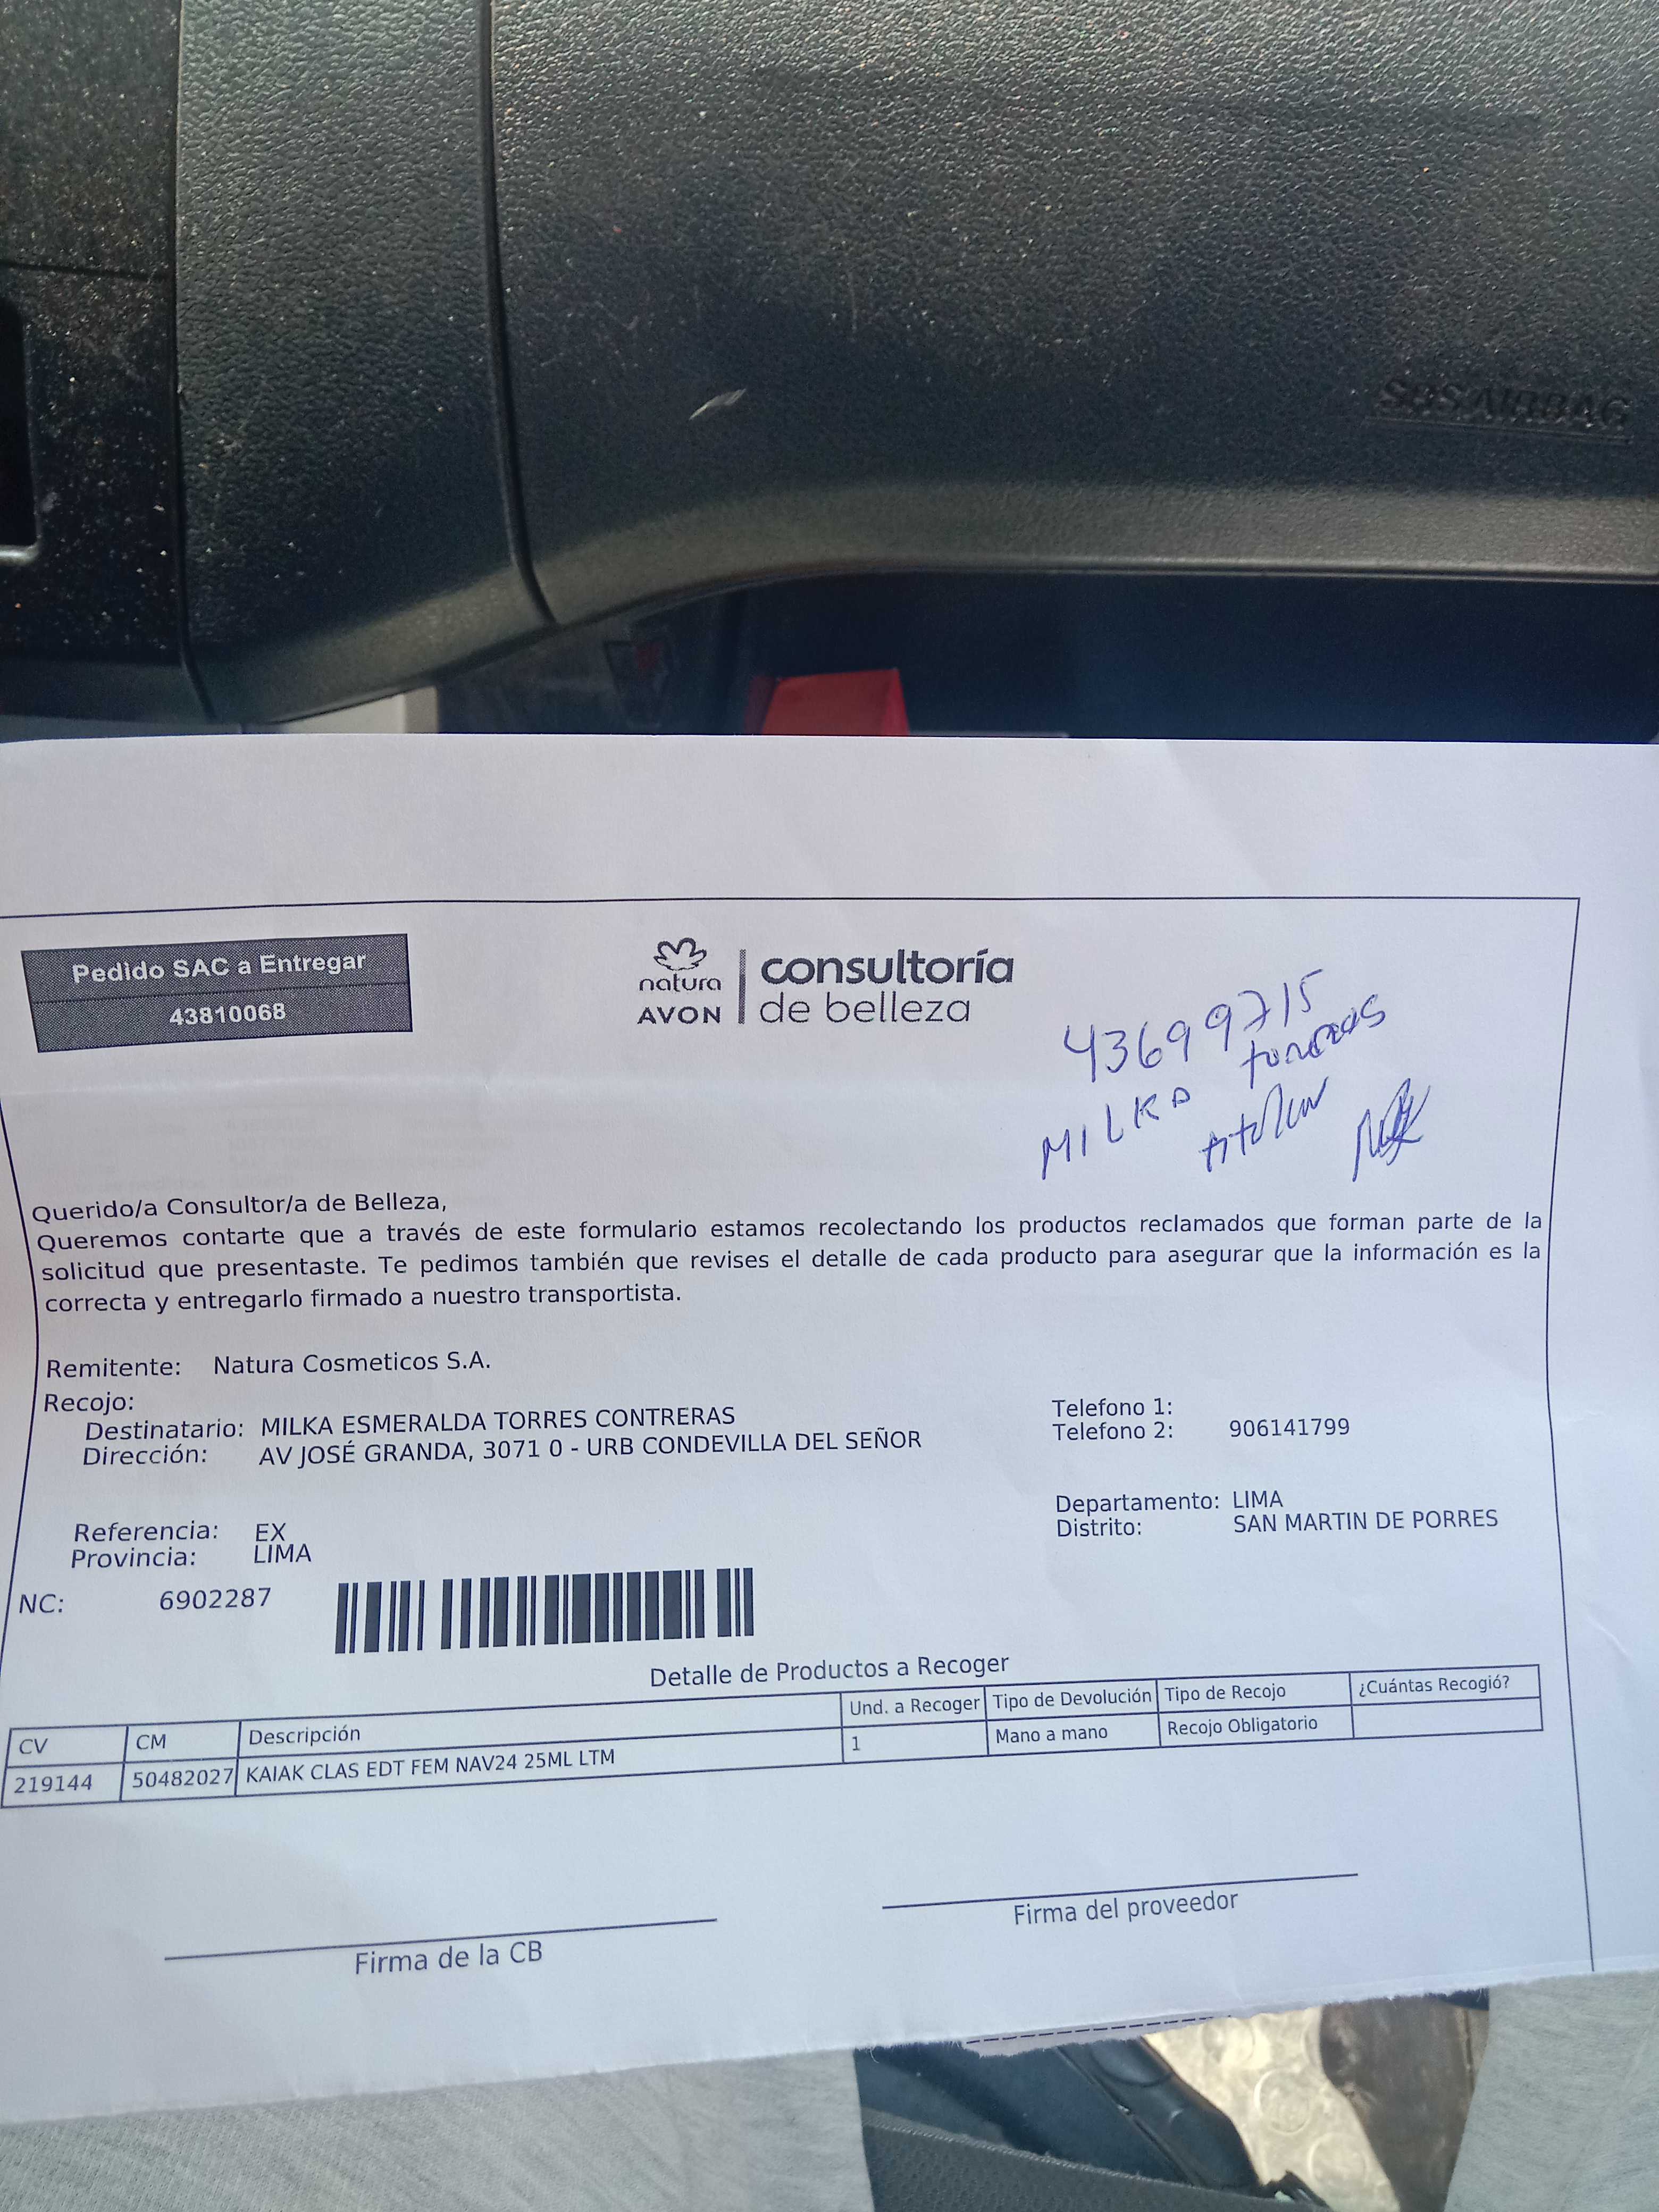 SRS AIRBAG
Pedido SAC a Entregar
43810068
natura
AVON
consultoría
de belleza
43699715
MILKA torres
titular
Querido/a Consultor/a de Belleza,
Queremos contarte que a través de este formulario estamos recolectando los productos reclamados que forman parte de la
solicitud que presentaste. Te pedimos también que revises el detalle de cada producto para asegurar que la información es la
correcta y entregarlo firmado a nuestro transportista.
Remitente: Natura Cosmeticos S.A.
Recojo:
Destinatario: MILKA ESMERALDA TORRES CONTRERAS
Dirección: AV JOSÉ GRANDA, 3071 0 - URB CONDEVILLA DEL SEÑOR
Telefono 1:
Telefono 2: 906141799
Referencia: EX
Provincia: LIMA
Departamento: LIMA
Distrito: SAN MARTIN DE PORRES
NC: 6902287
Detalle de Productos a Recoger
CV CM Descripción Und. a Recoger Tipo de Devolución Tipo de Recojo ¿Cuántas Recogió?
219144 50482027 KAIAK CLAS EDT FEM NAV24 25ML LTM 1 Mano a mano Recojo Obligatorio
Firma de la CB
Firma del proveedor